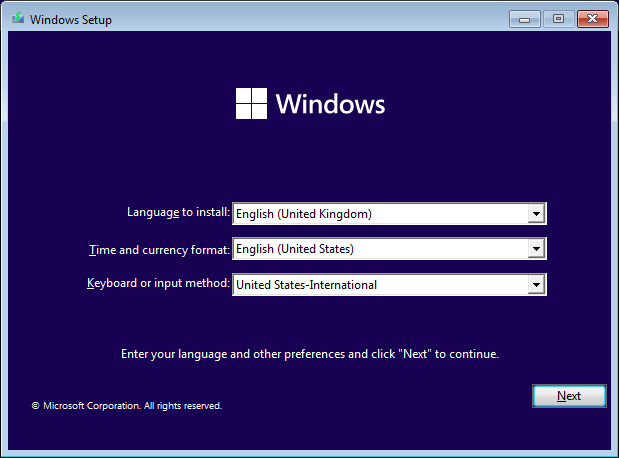 Windows Setup
Windows
Language to install: English (United Kingdom)
Time and currency format: English (United States)
Keyboard or input method: United States-International
Enter your language and other preferences and click "Next" to continue.
Next
© Microsoft Corporation. All rights reserved.